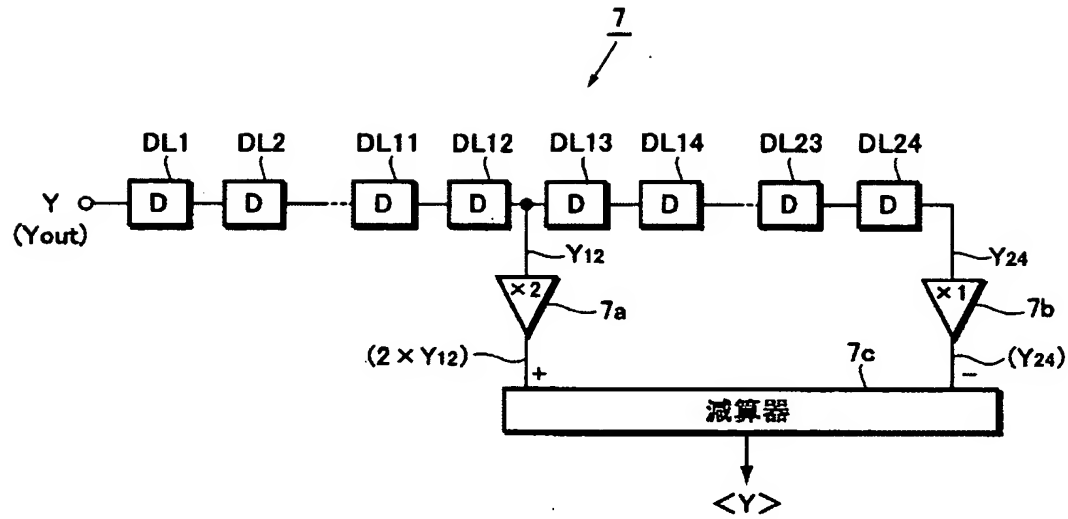 7
DL1 DL2 DL11 DL12 DL13 DL14 DL23 DL24
Y D D D D D D D D
(Yout)
Y12 Y24
×2 7a ×1 7b
(2×Y12) 7c (Y24)
+ −
減算器
<Y>